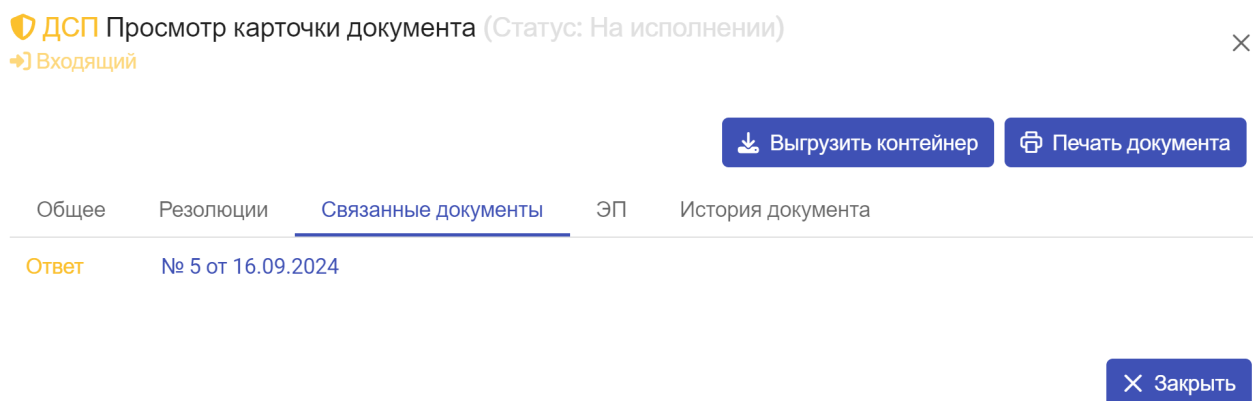 ДСП Просмотр карточки документа (Статус: На исполнении)
Входящий
Выгрузить контейнер Печать документа
Общее Резолюции Связанные документы ЭП История документа
Ответ № 5 от 16.09.2024
Закрыть